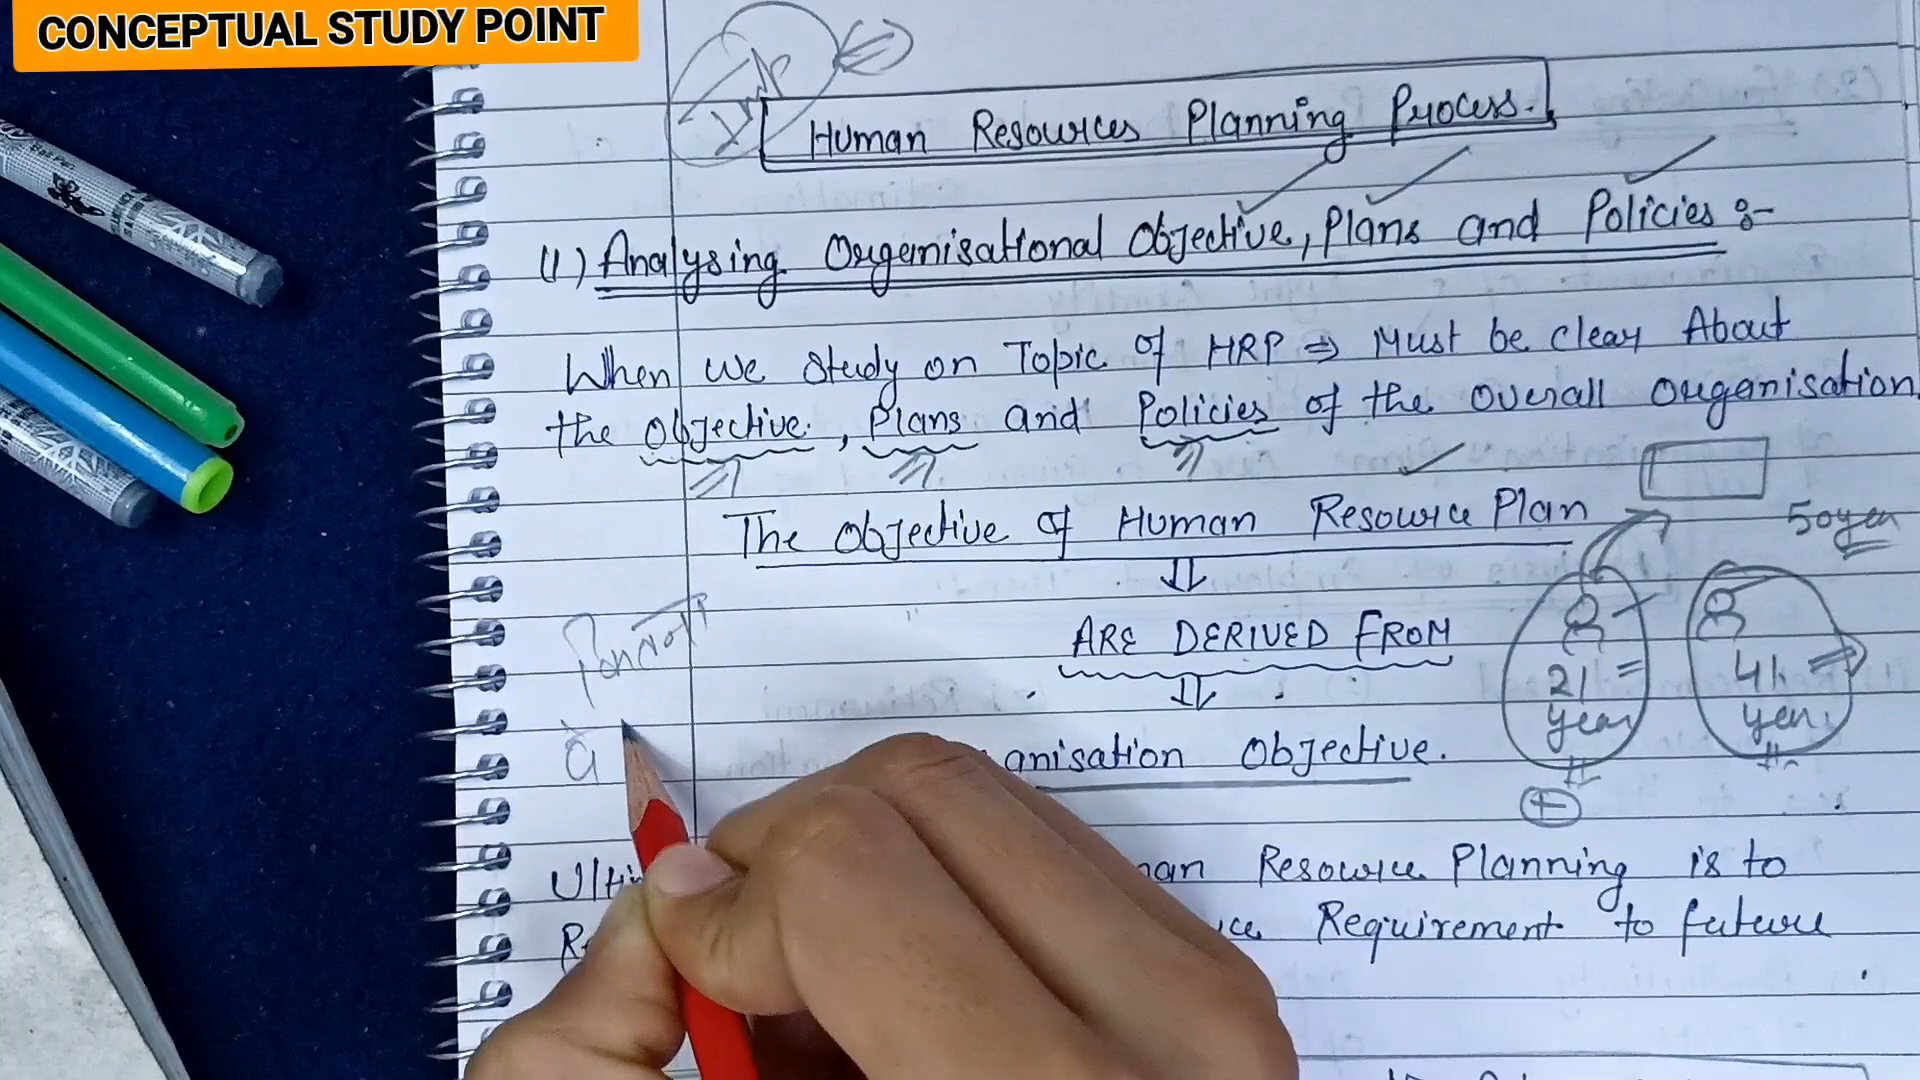 CONCEPTUAL STUDY POINT
Human Resources Planning Process.
(1) Analysing Organisational Objective, Plans and Policies :-
When we study on Topic of HRP ⇒ Must be clear About
the Objective, Plans and Policies of the overall organisation
The Objective of Human Resource Plan
50 year
⇓
ARE DERIVED FROM
⇓
21 year
41 year
anisation Objective.
Ulti man Resource Planning is to
ce Requirement to future